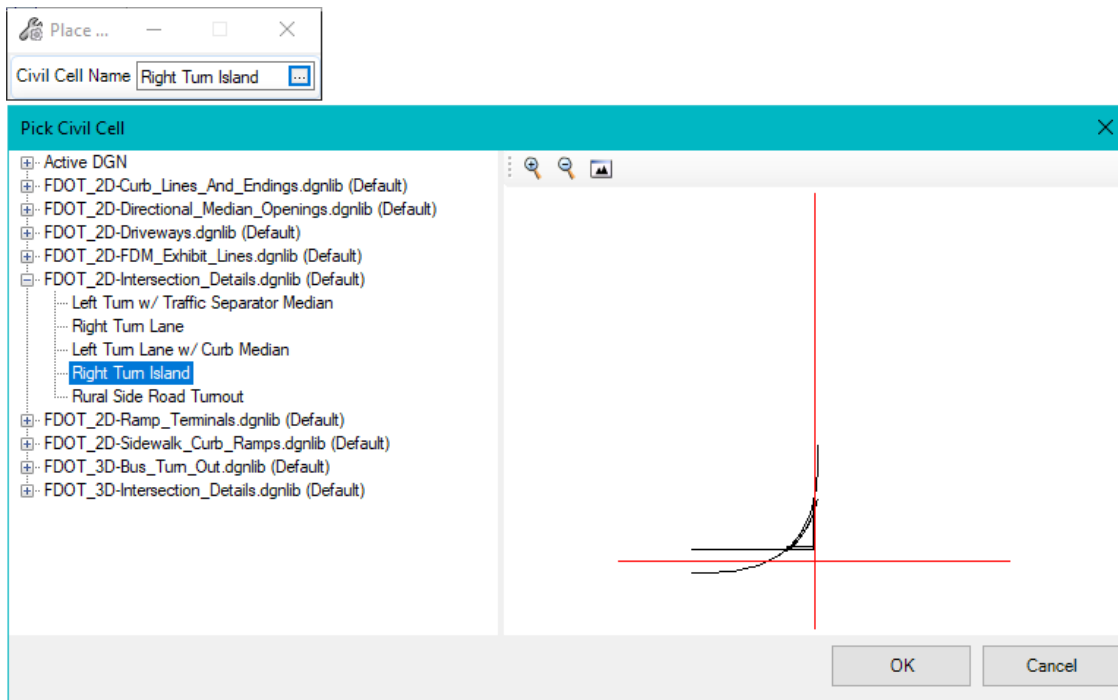 Place ...
Civil Cell Name Right Turn Island ...
Pick Civil Cell
Active DGN
FDOT_2D-Curb_Lines_And_Endings.dgnlib (Default)
FDOT_2D-Directional_Median_Openings.dgnlib (Default)
FDOT_2D-Driveways.dgnlib (Default)
FDOT_2D-FDM_Exhibit_Lines.dgnlib (Default)
FDOT_2D-Intersection_Details.dgnlib (Default)
Left Turn w/ Traffic Separator Median
Right Turn Lane
Left Turn Lane w/ Curb Median
Right Turn Island
Rural Side Road Turnout
FDOT_2D-Ramp_Terminals.dgnlib (Default)
FDOT_2D-Sidewalk_Curb_Ramps.dgnlib (Default)
FDOT_3D-Bus_Turn_Out.dgnlib (Default)
FDOT_3D-Intersection_Details.dgnlib (Default)
OK Cancel